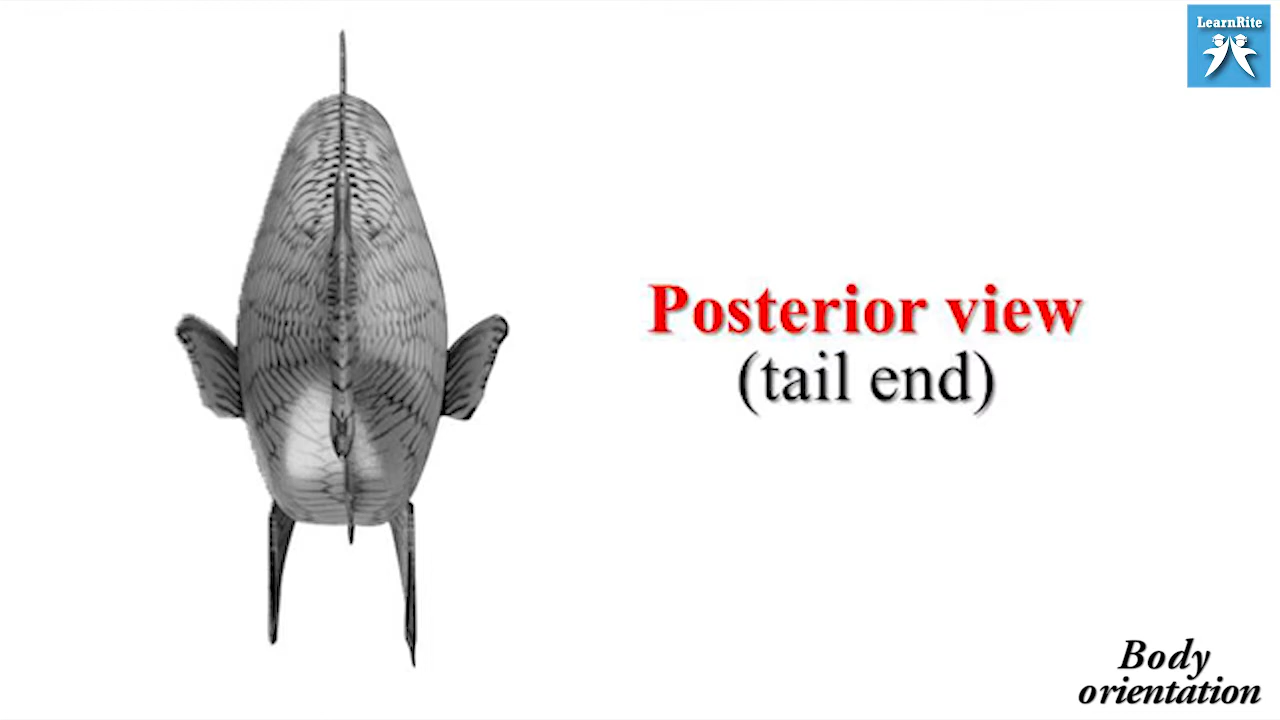 LearnRite
Posterior view
(tail end)
Body
orientation